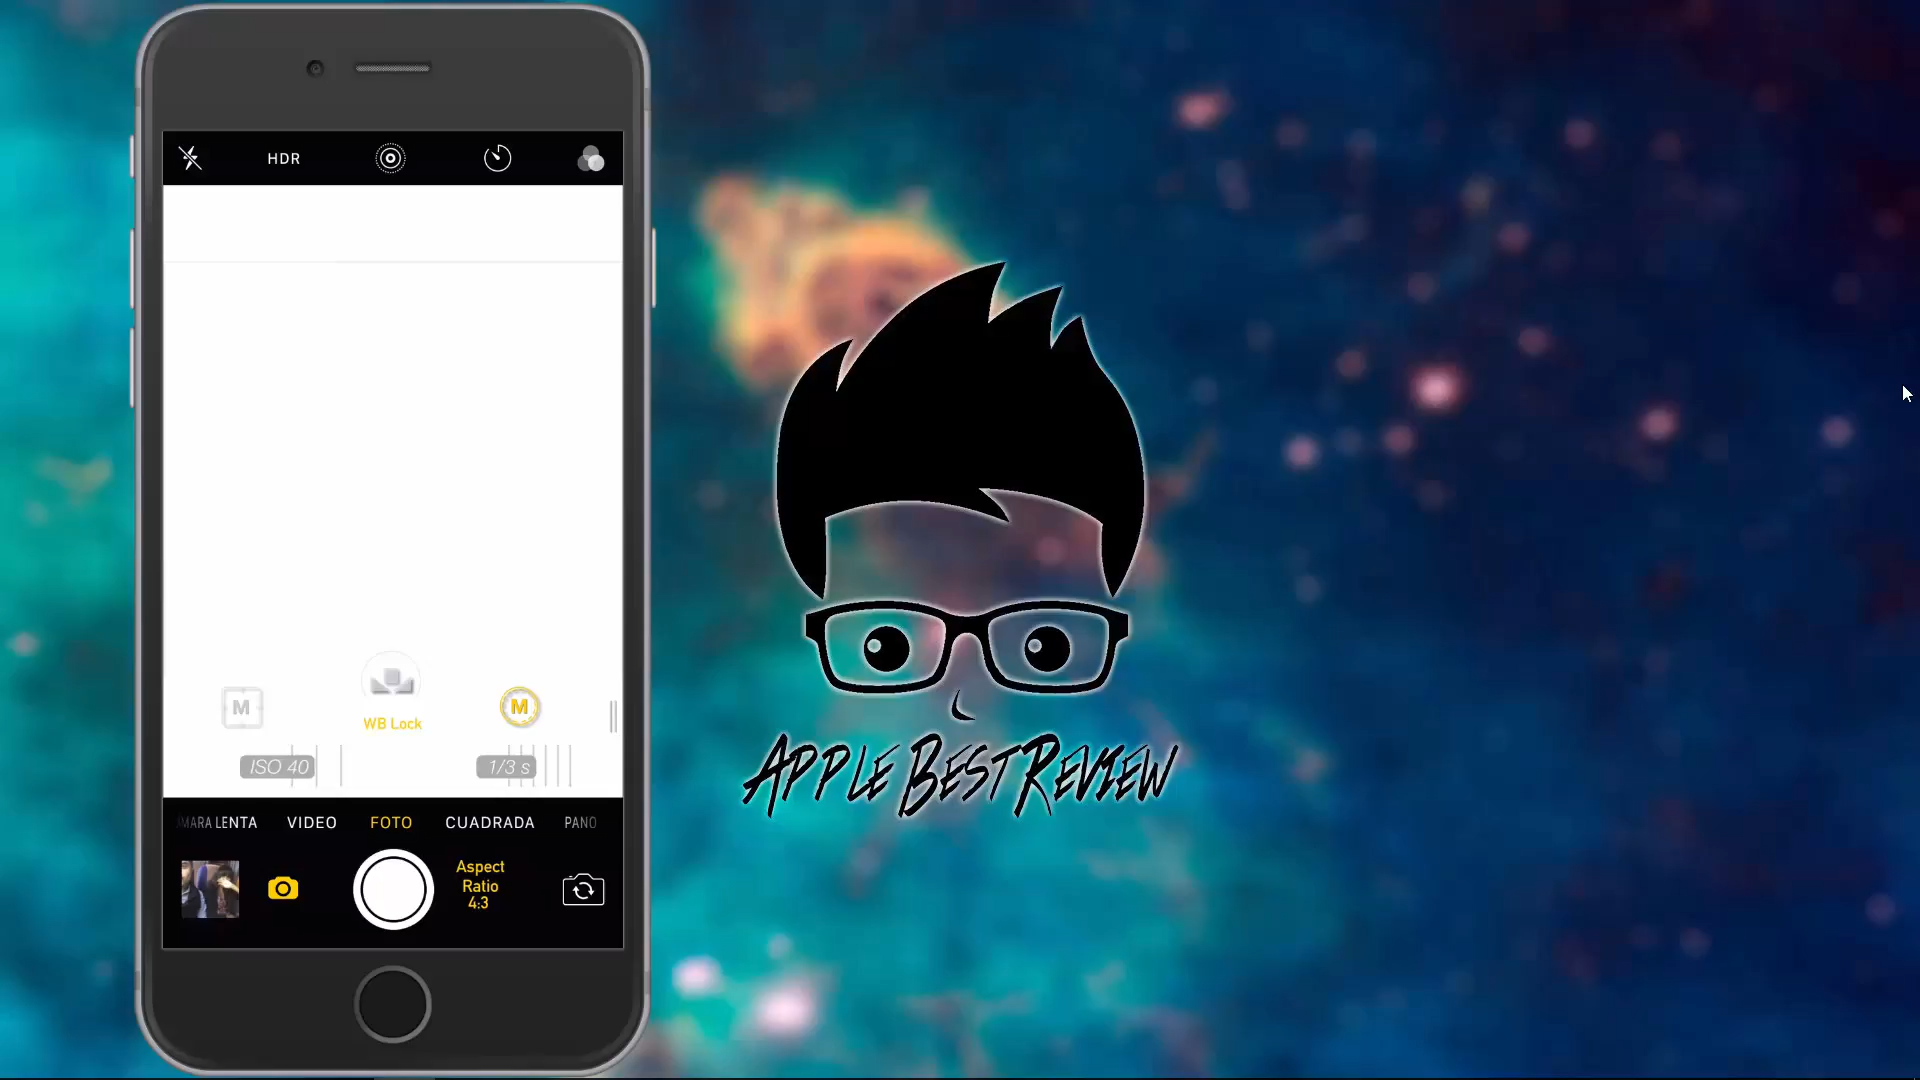 HDR
M
WB Lock
M
ISO 40
1/3 s
MARA LENTA
VIDEO
FOTO
CUADRADA
PANO
Aspect
Ratio
4:3
APPLE BEST REVIEW